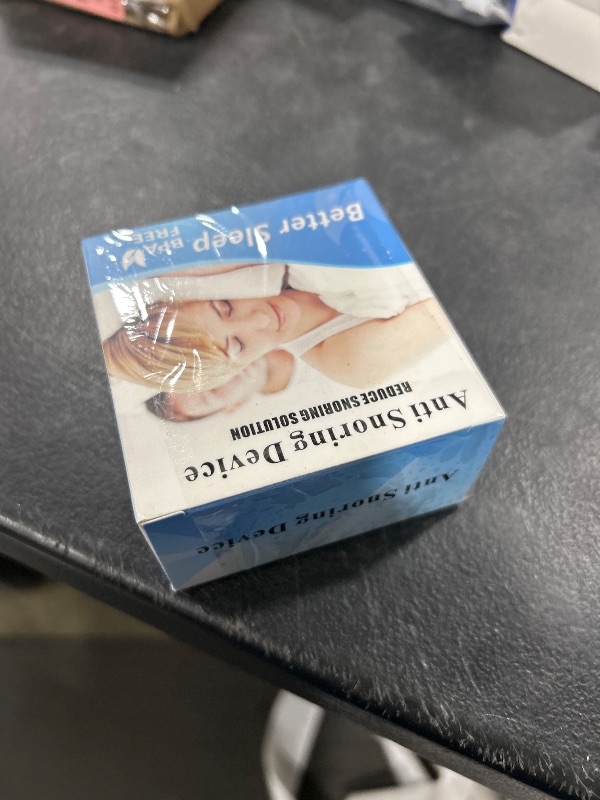 Anti Snoring Device
REDUCE SNORING SOLUTION
BPA
FREE
Better Sleep
Anti Snoring Device